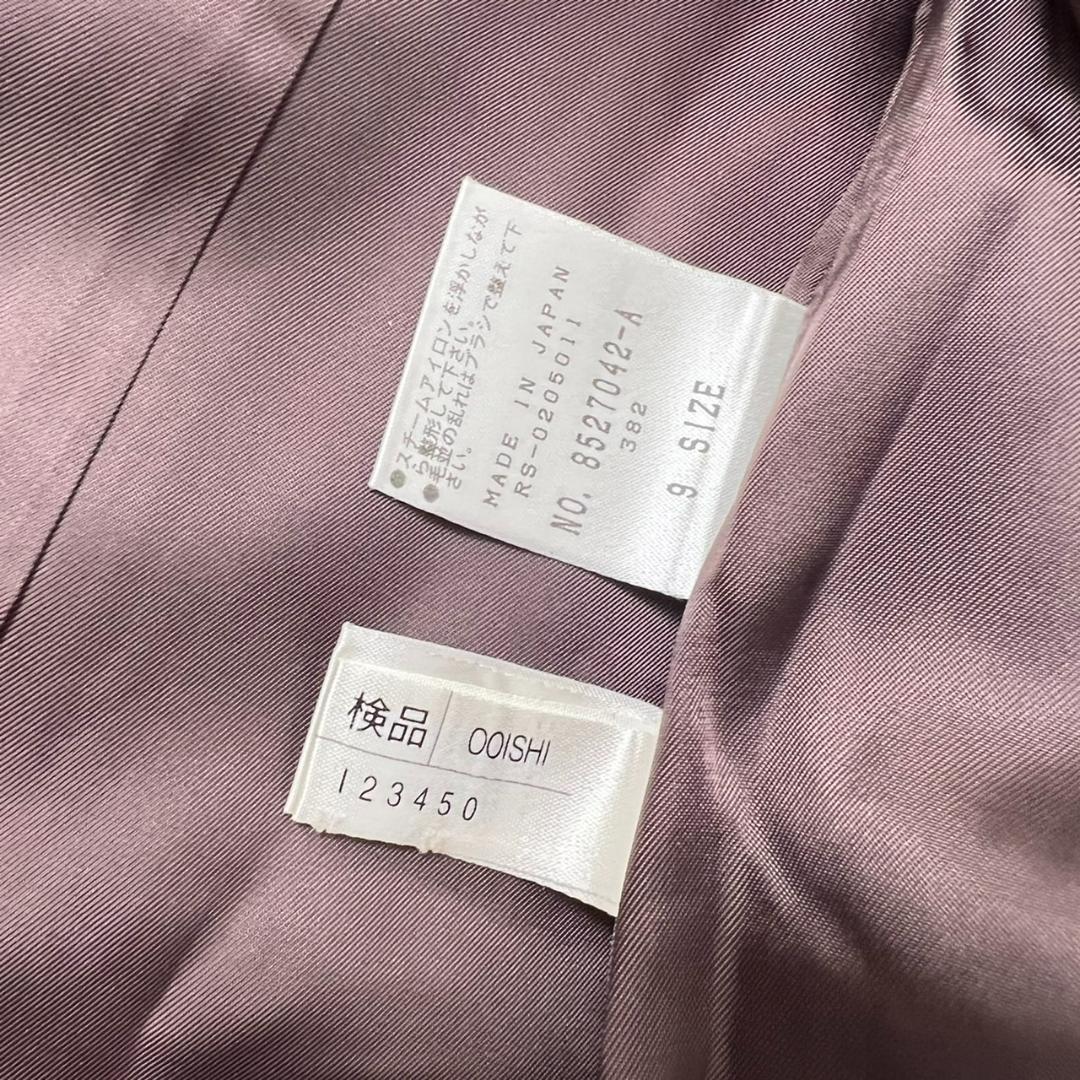 ●スチームアイロンを浮かしなが
ら整形して下さい。
●毛並の乱れはブラシで整えて下
さい。
MADE IN JAPAN
RS-0205011
NO. 8527042-A
382
9 SIZE
検品 OOISHI
123450